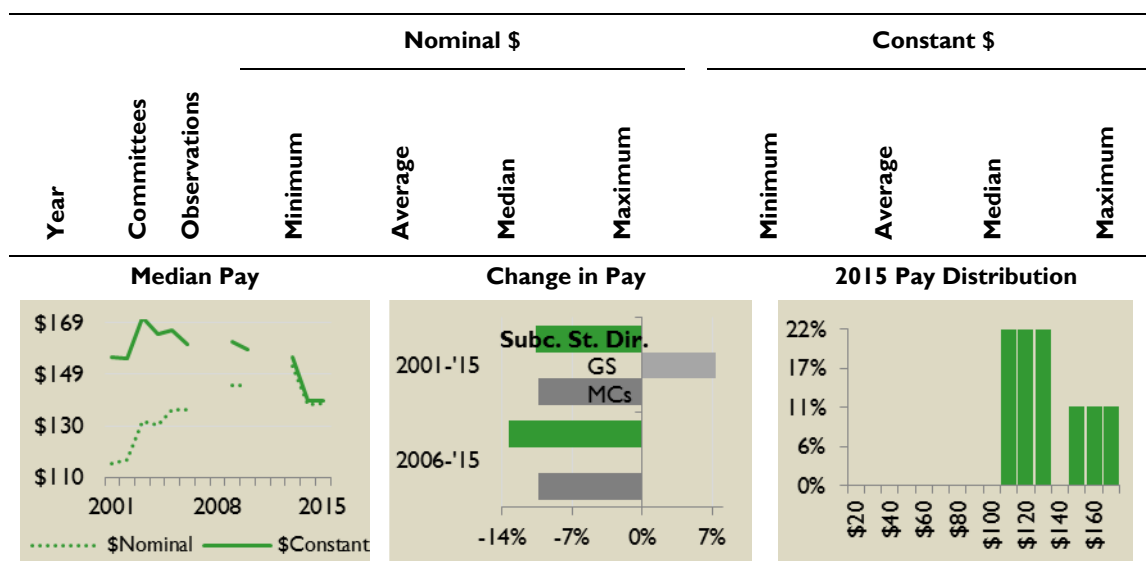 Nominal $ Constant $
Year Committees Observations Minimum Average Median Maximum Minimum Average Median Maximum
Median Pay
$169
$149
$130
$110
2001 2008 2015
$Nominal $Constant
Change in Pay
Subc. St. Dir.
2001-'15 GS
MCs
2006-'15
-14% -7% 0% 7%
2015 Pay Distribution
22%
17%
11%
6%
0%
$20 $40 $60 $80 $100 $120 $140 $160